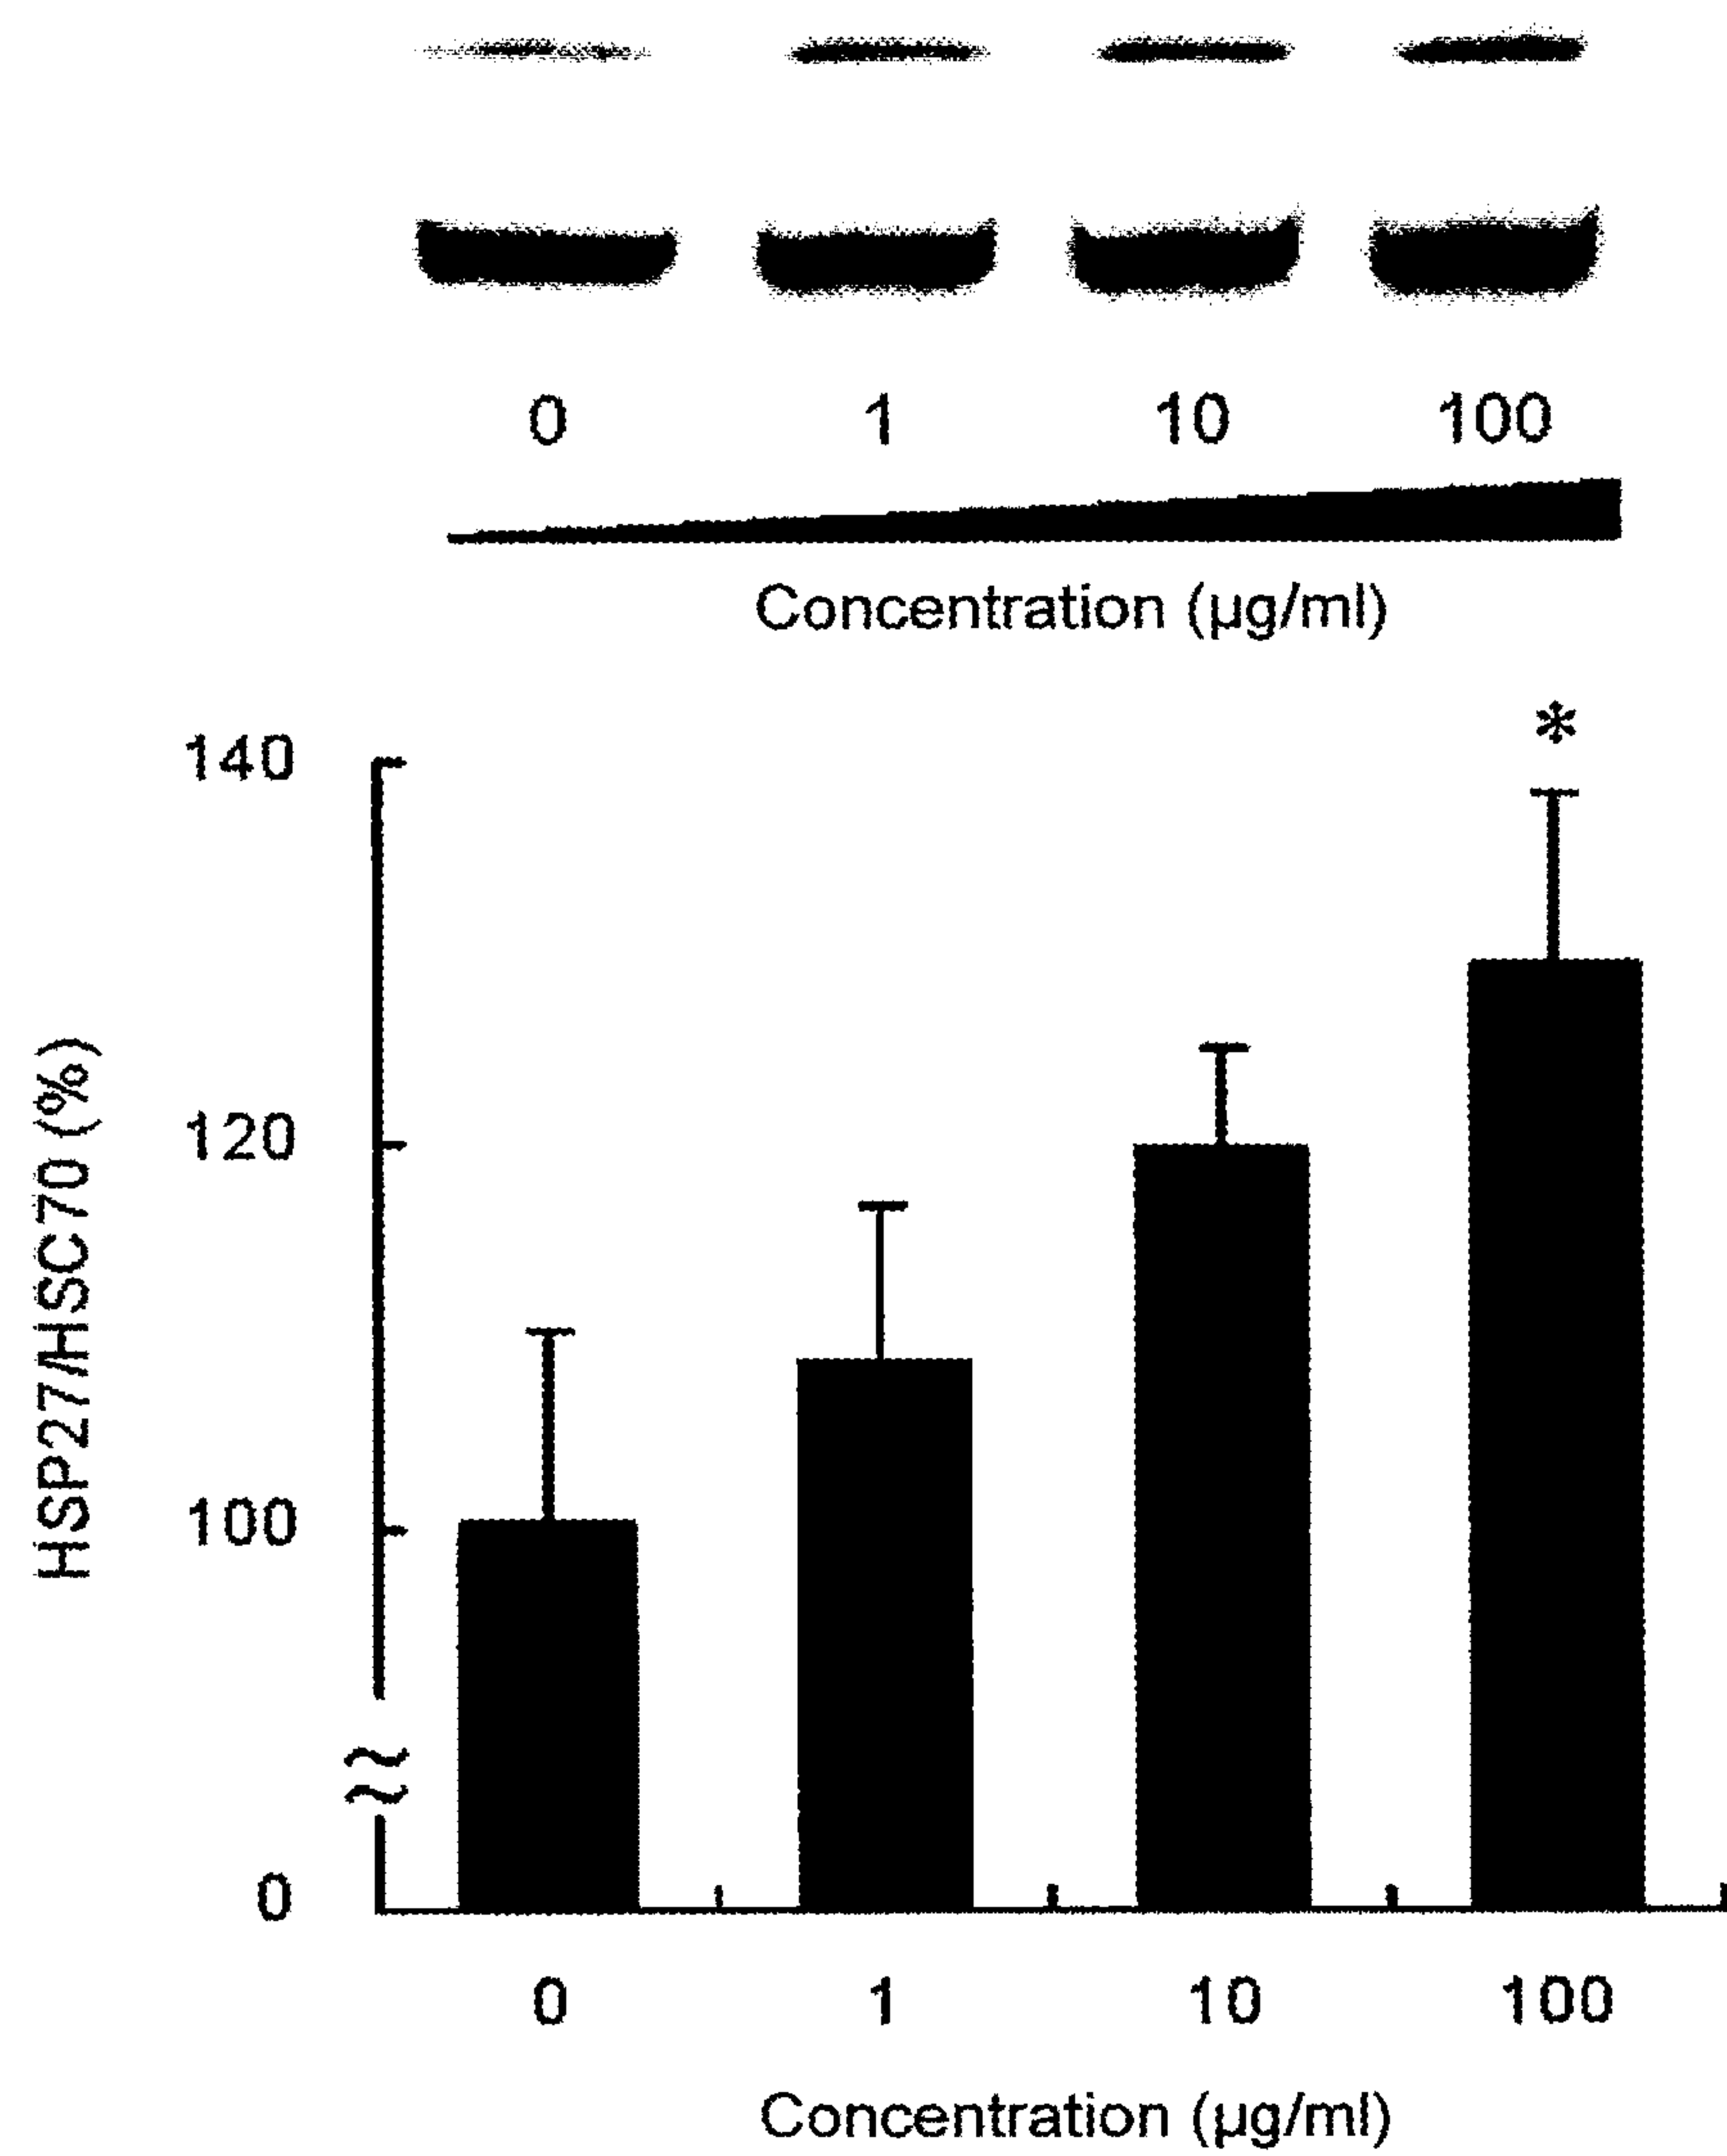 0 1 10 100
Concentration (µg/ml)
*
140
120
100
0
HSP27/HSC70 (%)
0 1 10 100
Concentration (µg/ml)